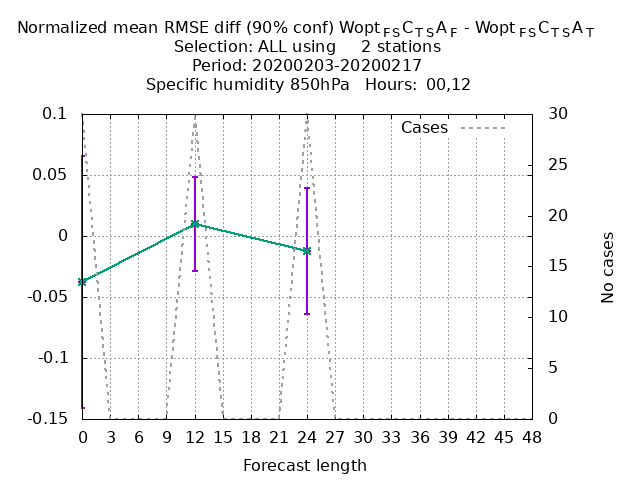 Normalized mean RMSE diff (90% conf) Wopt FS C T S A F - Wopt FS C T S A T
Selection: ALL using 2 stations
Period: 20200203-20200217
Specific humidity 850hPa Hours: 00,12
Cases
0.1
0.05
0
-0.05
-0.1
-0.15
30
25
20
15
10
5
0
No cases
0 3 6 9 12 15 18 21 24 27 30 33 36 39 42 45 48
Forecast length